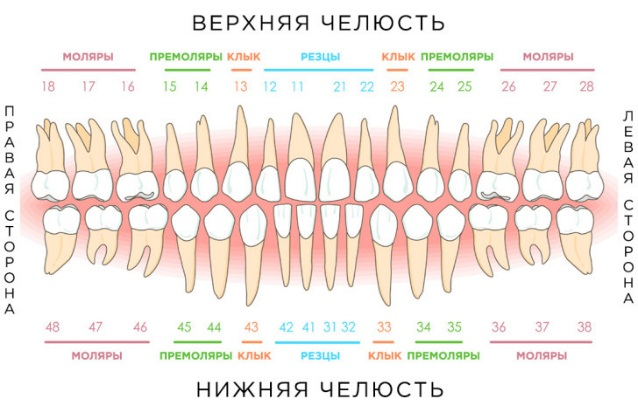 ВЕРХНЯЯ ЧЕЛЮСТЬ
МОЛЯРЫ ПРЕМОЛЯРЫ КЛЫК РЕЗЦЫ КЛЫК ПРЕМОЛЯРЫ МОЛЯРЫ
18 17 16 15 14 13 12 11 21 22 23 24 25 26 27 28
ПРАВАЯ СТОРОНА
ЛЕВАЯ СТОРОНА
48 47 46 45 44 43 42 41 31 32 33 34 35 36 37 38
МОЛЯРЫ ПРЕМОЛЯРЫ КЛЫК РЕЗЦЫ КЛЫК ПРЕМОЛЯРЫ МОЛЯРЫ
НИЖНЯЯ ЧЕЛЮСТЬ